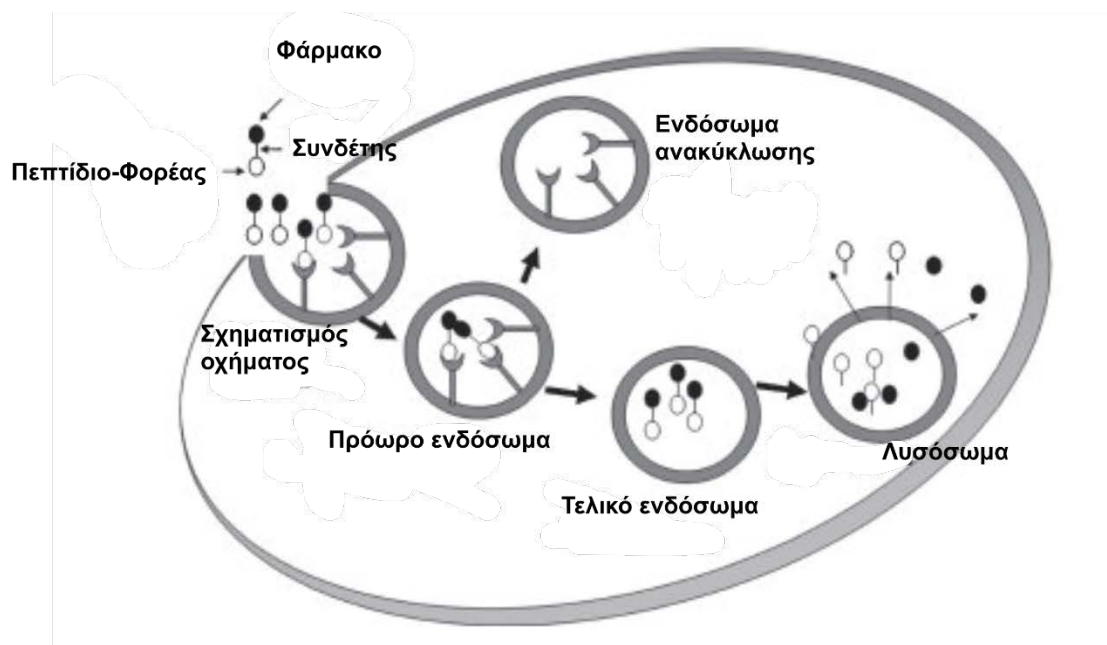 Φάρμακο
Συνδέτης
Πεπτίδιο-Φορέας
Ενδόσωμα
ανακύκλωσης
Σχηματισμός
οχήματος
Πρόωρο ενδόσωμα
Τελικό ενδόσωμα
Λυσόσωμα